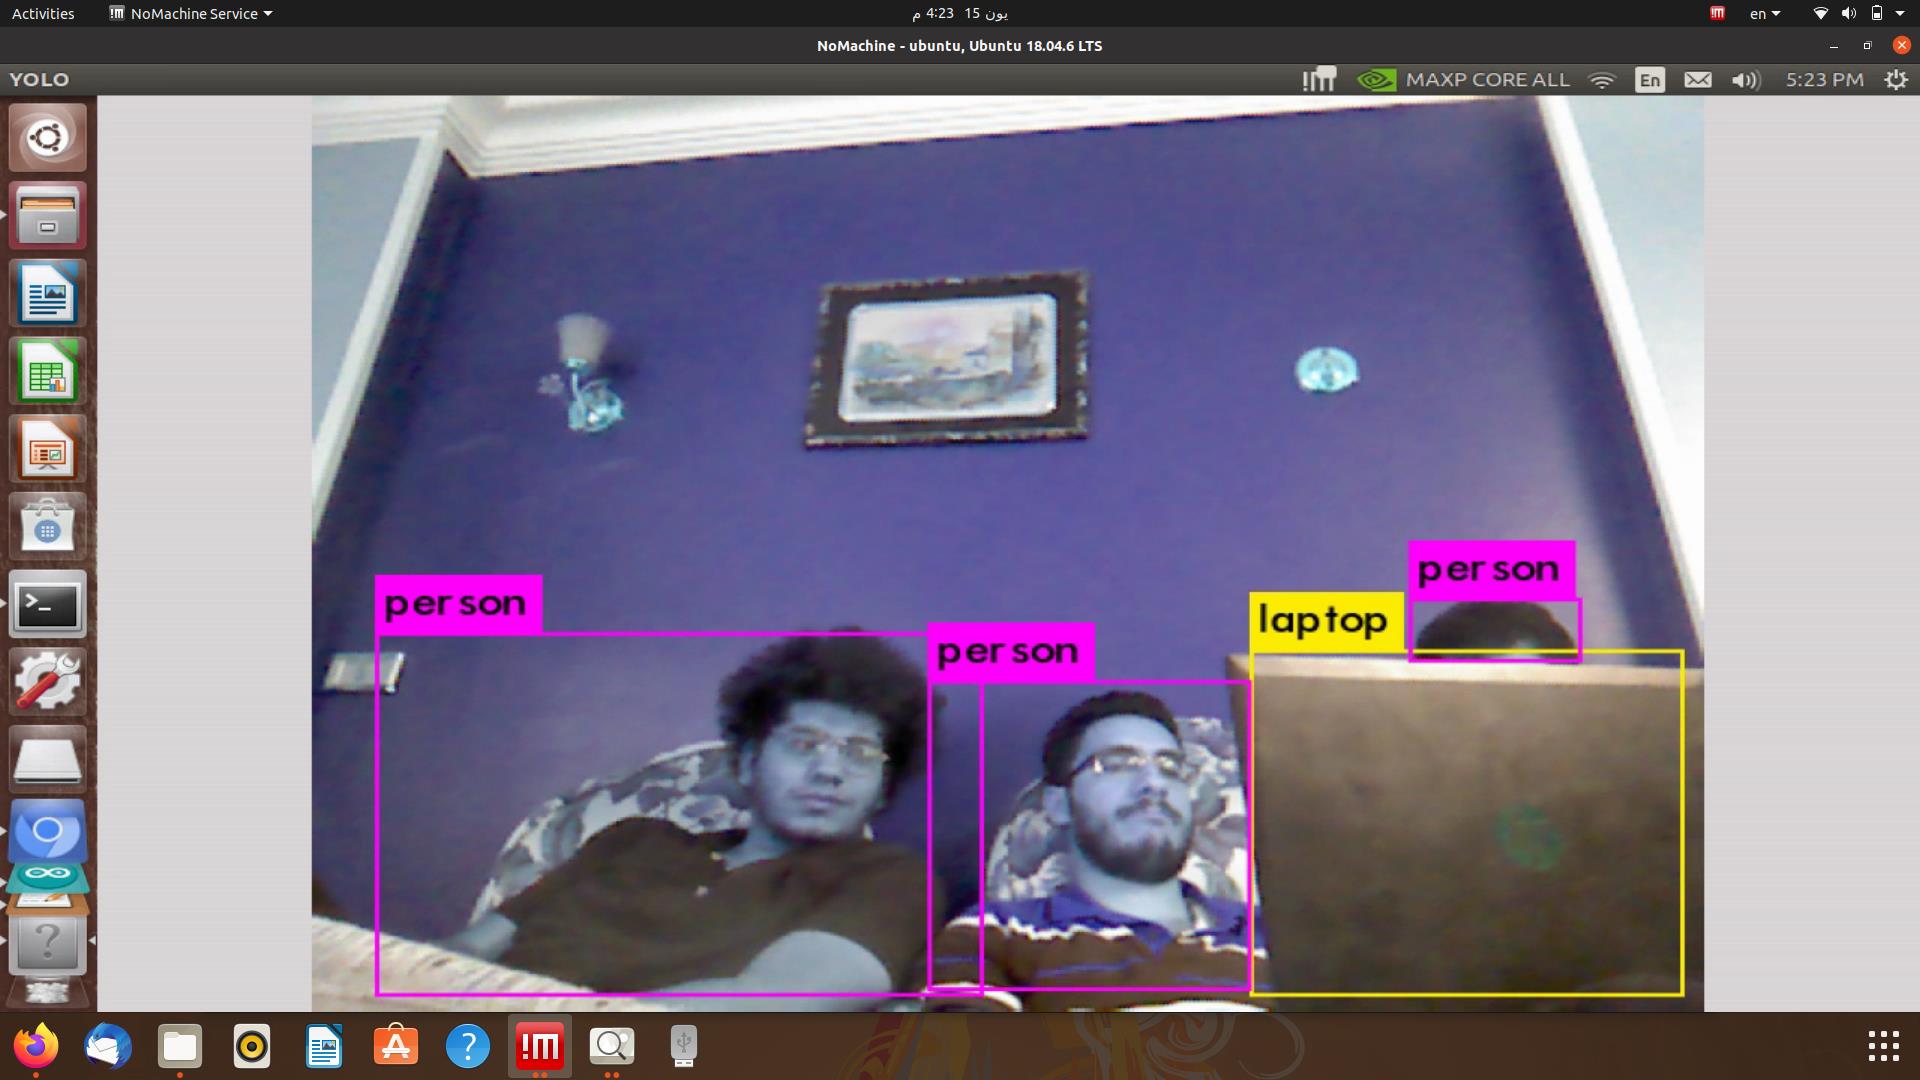 Activities
NoMachine Service
يون 15 4:23 م
en
NoMachine - ubuntu, Ubuntu 18.04.6 LTS
YOLO
!m
MAXP CORE ALL
En
5:23 PM
person
person
laptop
person
!M